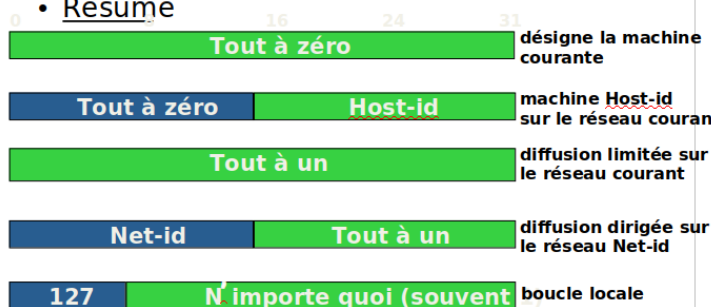 • Résumé
0 8 16 24 31
Tout à zéro
désigne la machine
courante
Tout à zéro Host-id
machine Host-id
sur le réseau couran
Tout à un
diffusion limitée sur
le réseau courant
Net-id Tout à un
diffusion dirigée sur
le réseau Net-id
127 N'importe quoi (souvent
boucle locale